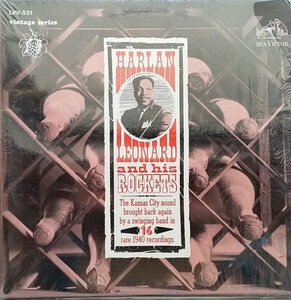 LPV-531
vintage series
RCA VICTOR
HARLAN
LEONARD
and his
ROCKETS
The Kansas City sound
brought back again
by a swinging band in
16
rare 1940 recordings.